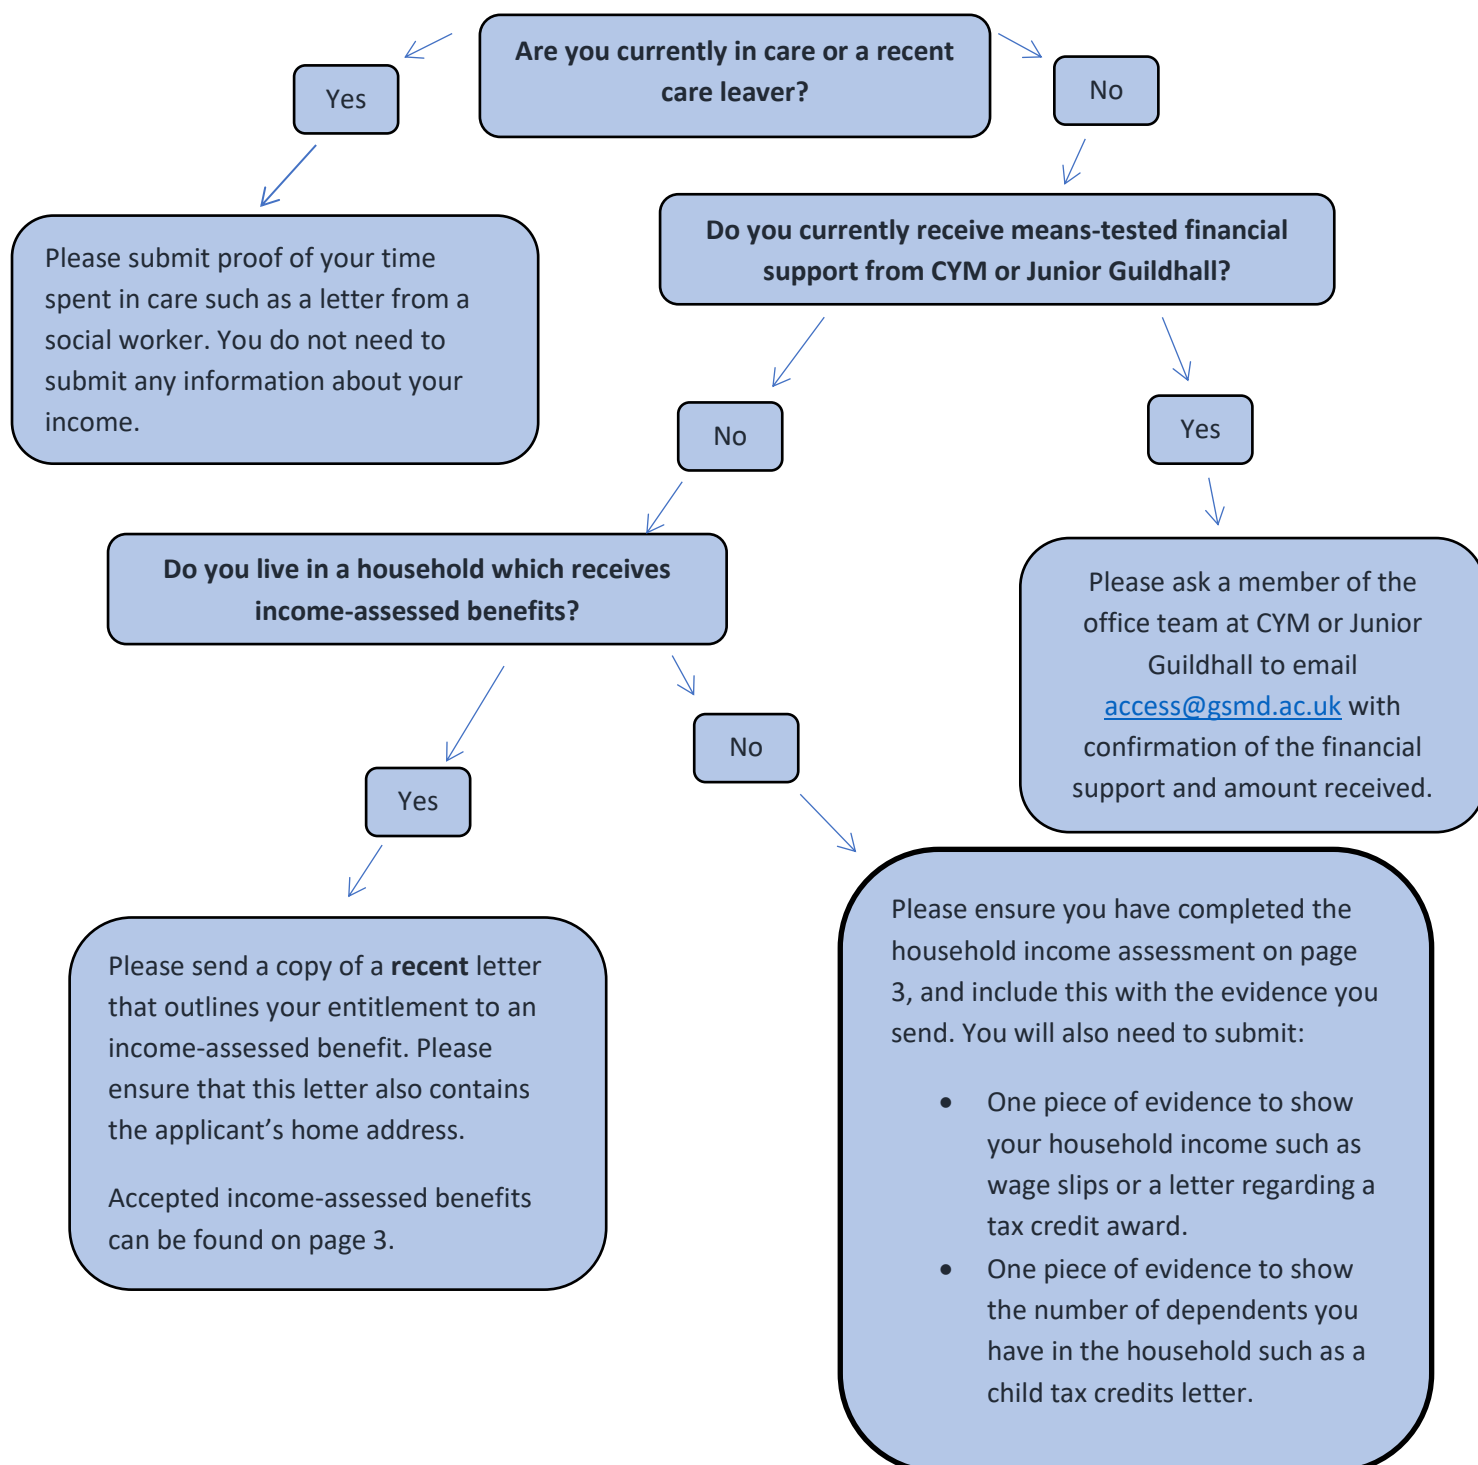 Are you currently in care or a recent
care leaver?
Yes
No
Please submit proof of your time
spent in care such as a letter from a
social worker. You do not need to
submit any information about your
income.
Do you currently receive means-tested financial
support from CYM or Junior Guildhall?
No
Yes
Do you live in a household which receives
income-assessed benefits?
Please ask a member of the
office team at CYM or Junior
Guildhall to email
access@gsmd.ac.uk with
confirmation of the financial
support and amount received.
Yes
No
Please send a copy of a recent letter
that outlines your entitlement to an
income-assessed benefit. Please
ensure that this letter also contains
the applicant’s home address.
Accepted income-assessed benefits
can be found on page 3.
Please ensure you have completed the
household income assessment on page
3, and include this with the evidence you
send. You will also need to submit:
• One piece of evidence to show
your household income such as
wage slips or a letter regarding a
tax credit award.
• One piece of evidence to show
the number of dependents you
have in the household such as a
child tax credits letter.